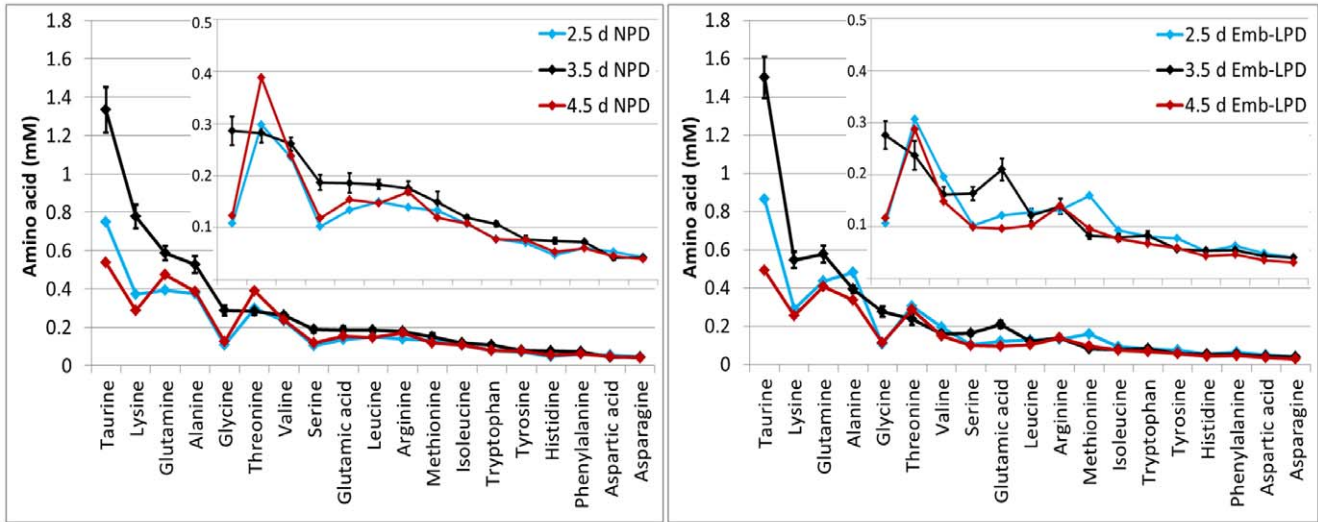 Amino acid (mM)
1.8
1.6
1.4
1.2
1
0.8
0.6
0.4
0.2
0
0.5
0.4
0.3
0.2
0.1
2.5 d NPD
3.5 d NPD
4.5 d NPD
Taurine
Lysine
Glutamine
Alanine
Glycine
Threonine
Valine
Serine
Glutamic acid
Leucine
Arginine
Methionine
Isoleucine
Tryptophan
Tyrosine
Histidine
Phenylalanine
Aspartic acid
Asparagine
Amino acid (mM)
1.8
1.6
1.4
1.2
1
0.8
0.6
0.4
0.2
0
0.5
0.4
0.3
0.2
0.1
2.5 d Emb-LPD
3.5 d Emb-LPD
4.5 d Emb-LPD
Taurine
Lysine
Glutamine
Alanine
Glycine
Threonine
Valine
Serine
Glutamic acid
Leucine
Arginine
Methionine
Isoleucine
Tryptophan
Tyrosine
Histidine
Phenylalanine
Aspartic acid
Asparagine